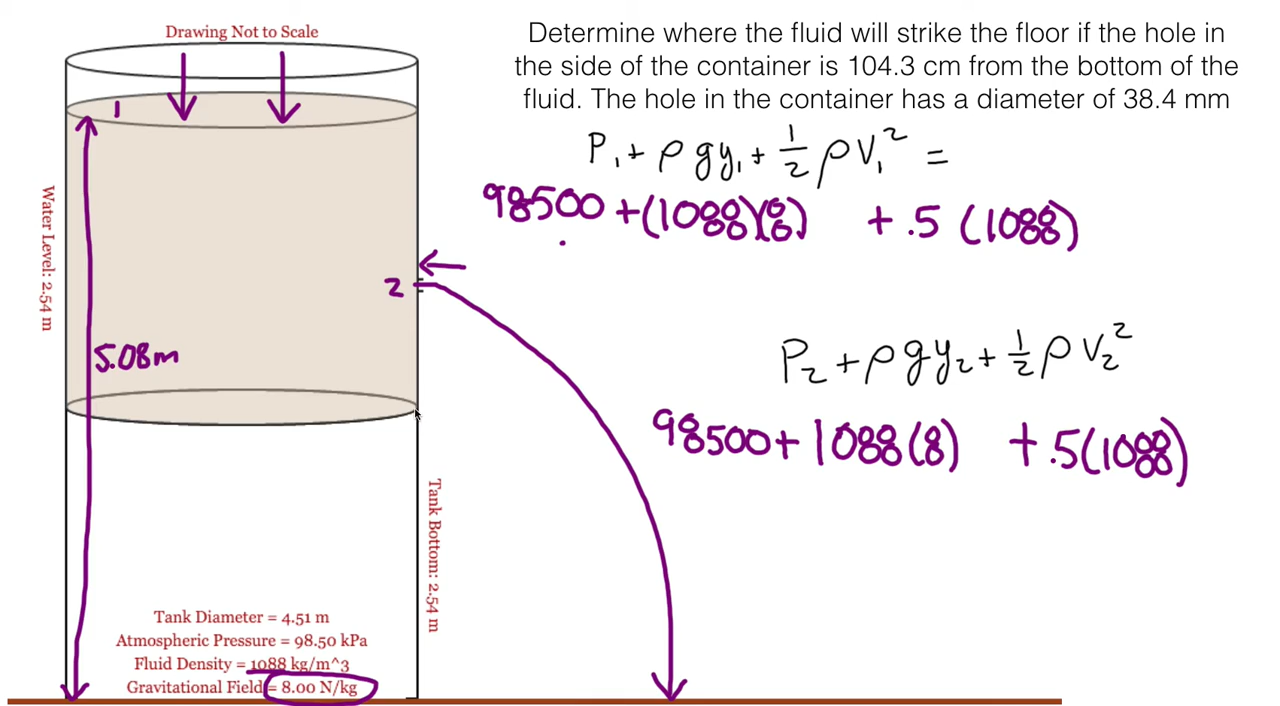 Drawing Not to Scale
Determine where the fluid will strike the floor if the hole in
the side of the container is 104.3 cm from the bottom of the
fluid. The hole in the container has a diameter of 38.4 mm
1
P₁ + ρgy₁ + 1/2 ρV₁² =
98500 + (1088)(8) + .5 (1088)
Water Level: 2.54 m
2
5.08m
P₂ + ρgy₂ + 1/2 ρV₂²
98500 + 1088(8) + .5(1088)
Tank Bottom: 2.54 m
Tank Diameter = 4.51 m
Atmospheric Pressure = 98.50 kPa
Fluid Density = 1088 kg/m^3
Gravitational Field = 8.00 N/kg